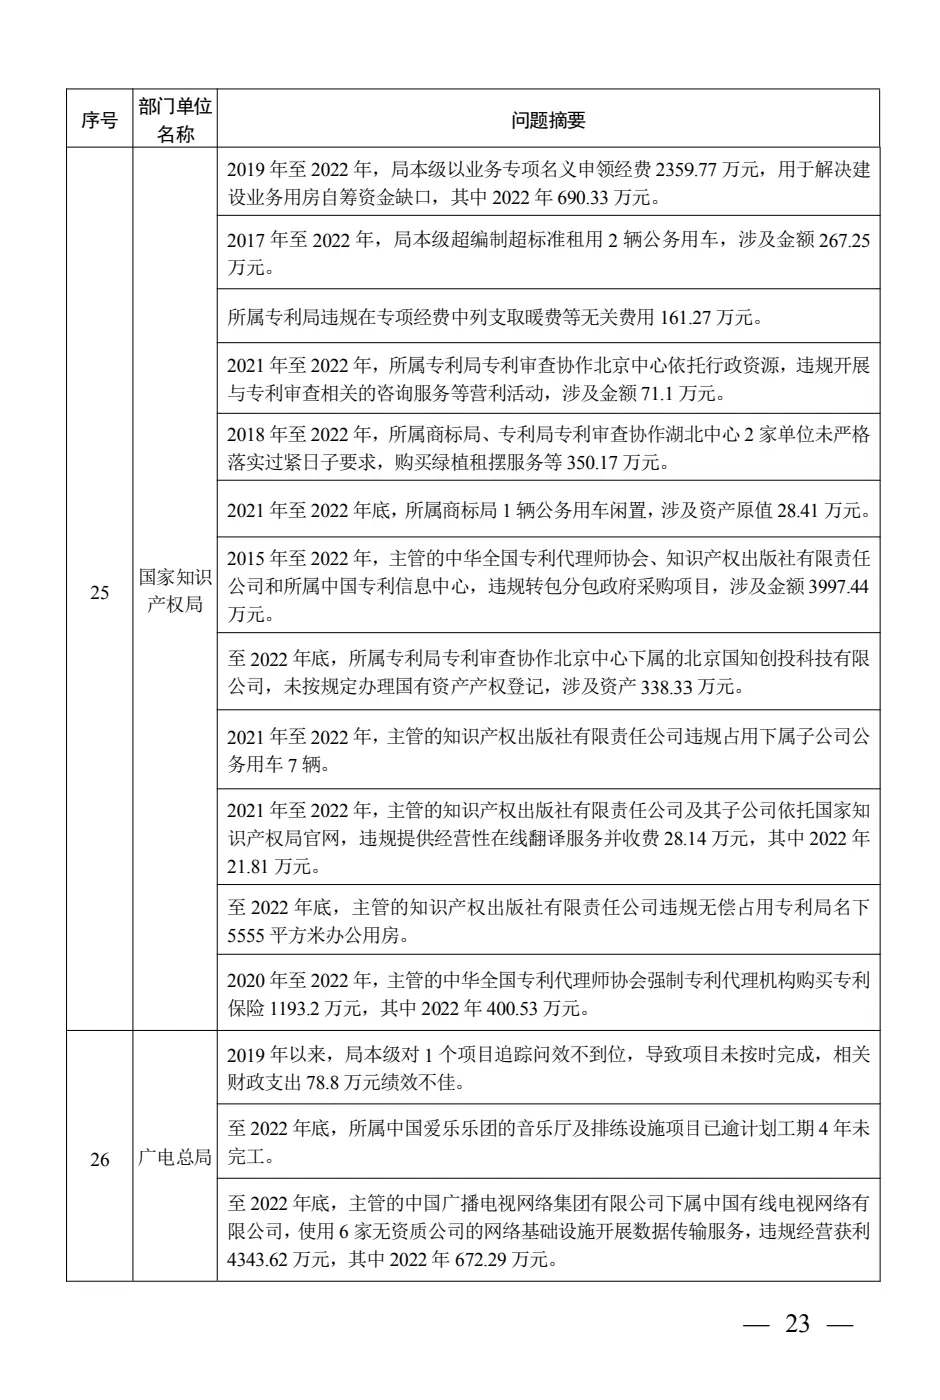 序号
部门单位
名称
问题摘要
2019 年至 2022 年，局本级以业务专项名义申领经费 2359.77 万元，用于解决建
设业务用房自筹资金缺口，其中 2022 年 690.33 万元。
2017 年至 2022 年，局本级超编制超标准租用 2 辆公务用车，涉及金额 267.25
万元。
所属专利局违规在专项经费中列支取暖费等无关费用 161.27 万元。
2021 年至 2022 年，所属专利局专利审查协作北京中心依托行政资源，违规开展
与专利审查相关的咨询服务等营利活动，涉及金额 71.1 万元。
2018 年至 2022 年，所属商标局、专利局专利审查协作湖北中心 2 家单位未严格
落实过紧日子要求，购买绿植租摆服务等 350.17 万元。
2021 年至 2022 年底，所属商标局 1 辆公务用车闲置，涉及资产原值 28.41 万元。
25
国家知识
产权局
2015 年至 2022 年，主管的中华全国专利代理师协会、知识产权出版社有限责任
公司和所属中国专利信息中心，违规转包分包政府采购项目，涉及金额 3997.44
万元。
至 2022 年底，所属专利局专利审查协作北京中心下属的北京国知创投科技有限
公司，未按规定办理国有资产产权登记，涉及资产 338.33 万元。
2021 年至 2022 年，主管的知识产权出版社有限责任公司违规占用下属子公司公
务用车 7 辆。
2021 年至 2022 年，主管的知识产权出版社有限责任公司及其子公司依托国家知
识产权局官网，违规提供经营性在线翻译服务并收费 28.14 万元，其中 2022 年
21.81 万元。
至 2022 年底，主管的知识产权出版社有限责任公司违规无偿占用专利局名下
5555 平方米办公用房。
2020 年至 2022 年，主管的中华全国专利代理师协会强制专利代理机构购买专利
保险 1193.2 万元，其中 2022 年 400.53 万元。
26
广电总局
2019 年以来，局本级对 1 个项目追踪问效不到位，导致项目未按时完成，相关
财政支出 78.8 万元绩效不佳。
至 2022 年底，所属中国爱乐乐团的音乐厅及排练设施项目已逾计划工期 4 年未
完工。
至 2022 年底，主管的中国广播电视网络集团有限公司下属中国有线电视网络有
限公司，使用 6 家无资质公司的网络基础设施开展数据传输服务，违规经营获利
4343.62 万元，其中 2022 年 672.29 万元。
— 23 —